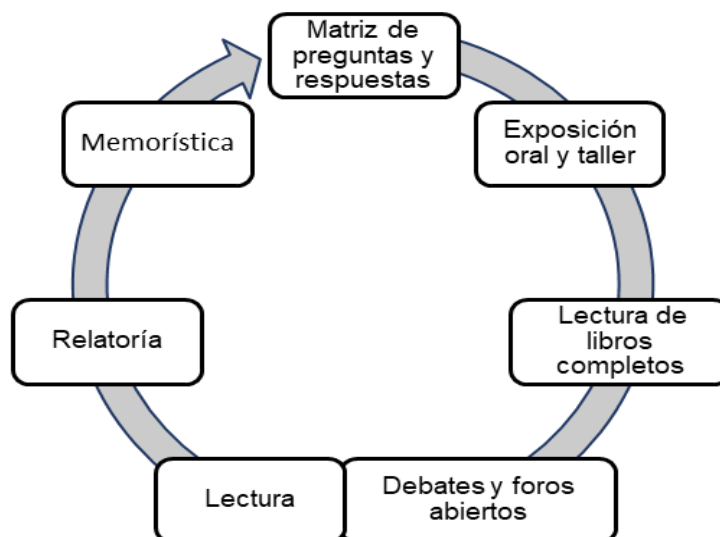 Matriz de
preguntas y
respuestas
Exposición
oral y taller
Lectura de
libros
completos
Debates y foros
abiertos
Lectura
Relatoría
Memorística